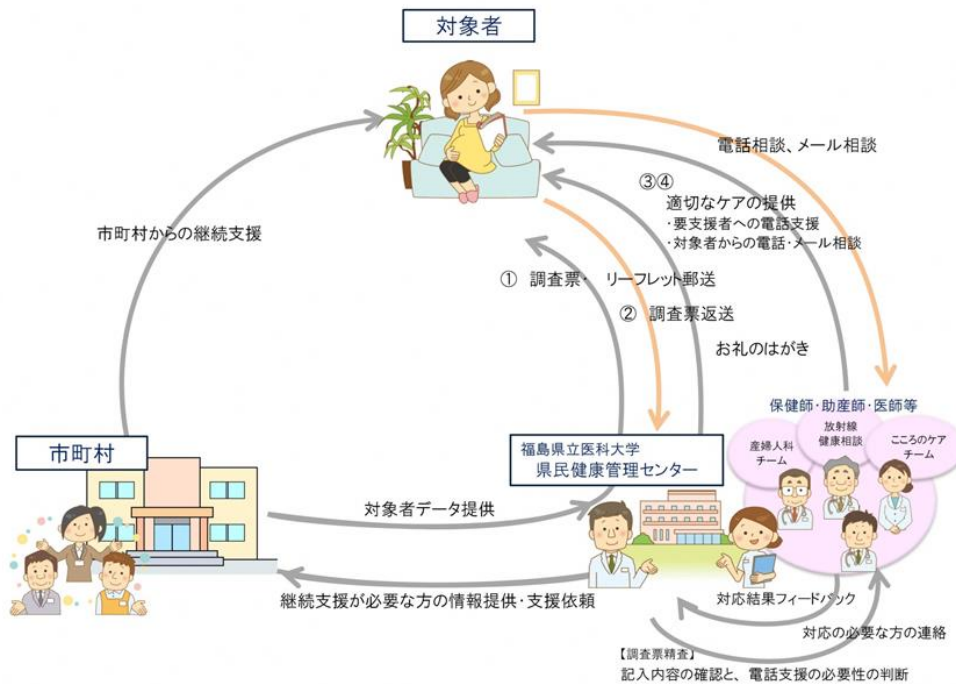 対象者
電話相談、メール相談
③④
適切なケアの提供
・要支援者への電話支援
・対象者からの電話・メール相談
市町村からの継続支援
① 調査票・ リーフレット郵送
② 調査票返送
お礼のはがき
保健師・助産師・医師等
放射線
健康相談
産婦人科
チーム
こころのケア
チーム
市町村
福島県立医科大学
県民健康管理センター
対象者データ提供
継続支援が必要な方の情報提供・支援依頼
対応結果フィードバック
対応の必要な方の連絡
【調査票精査】
記入内容の確認と、電話支援の必要性の判断